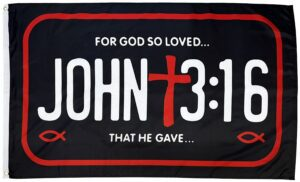 FOR GOD SO LOVED...
JOHN 3:16
THAT HE GAVE...